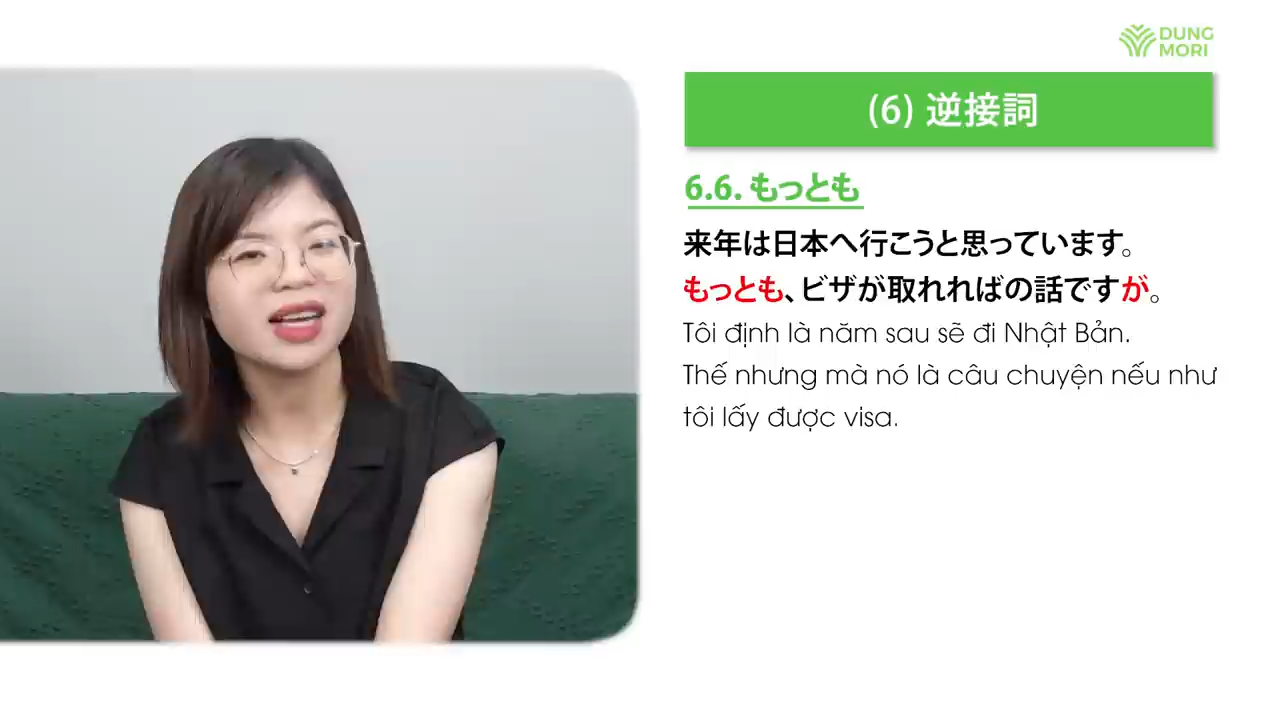 DUNG
MORI
(6) 逆接詞
6.6. もっとも
来年は日本へ行こうと思っています。
もっとも、ビザが取れればの話ですが。
Tôi định là năm sau sẽ đi Nhật Bản.
Thế nhưng mà nó là câu chuyện nếu như
tôi lấy được visa.